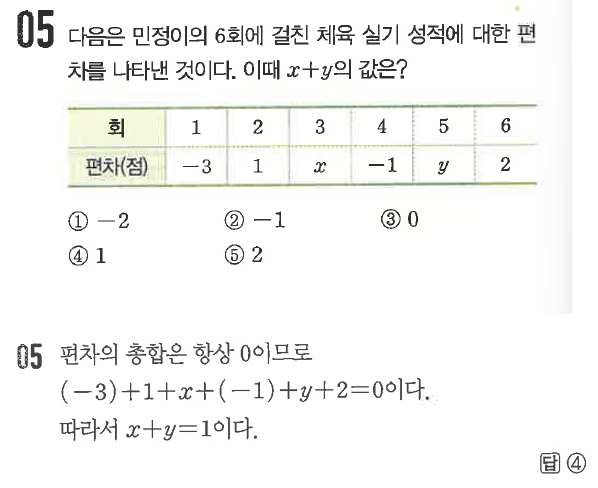 05 다음은 민정이의 6회에 걸친 체육 실기 성적에 대한 편
차를 나타낸 것이다. 이때 x+y의 값은?
회 1 2 3 4 5 6
편차(점) −3 1 x −1 y 2
① −2 ② −1 ③ 0
④ 1 ⑤ 2
05 편차의 총합은 항상 0이므로
(−3)+1+x+(−1)+y+2=0이다.
따라서 x+y=1이다.
답 ④